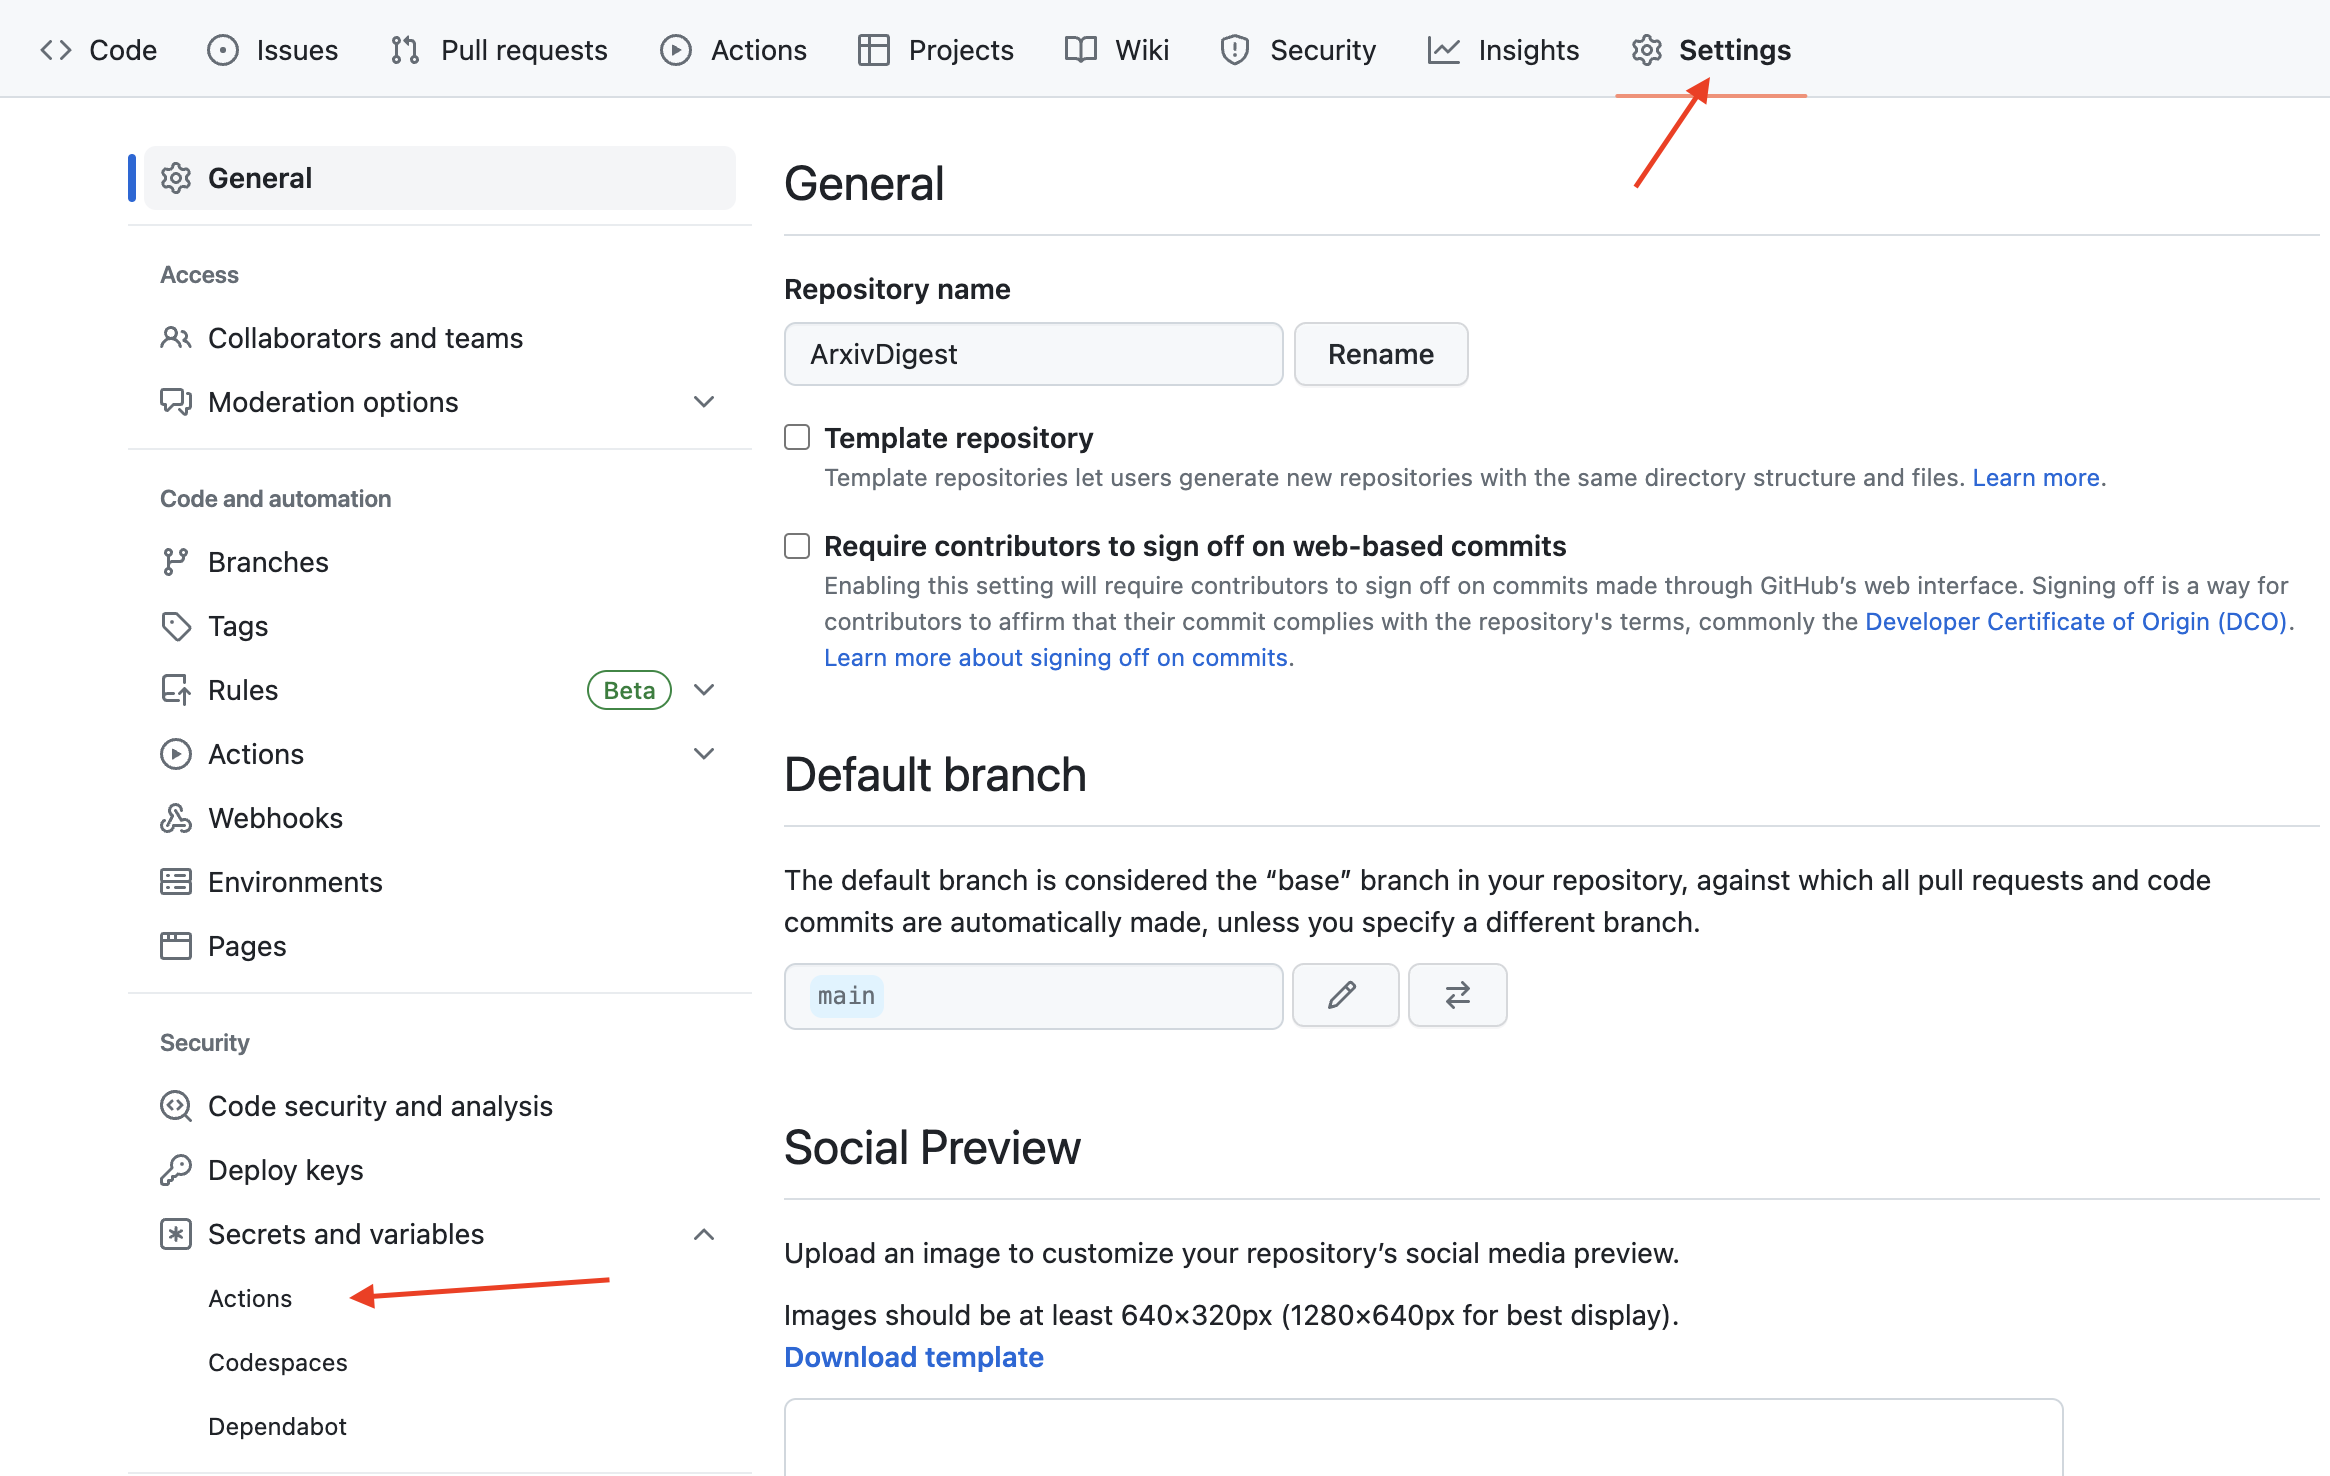 Code Issues Pull requests Actions Projects Wiki Security Insights Settings
General
Access
Collaborators and teams
Moderation options
Code and automation
Branches
Tags
Rules Beta
Actions
Webhooks
Environments
Pages
Security
Code security and analysis
Deploy keys
Secrets and variables
Actions
Codespaces
Dependabot
General
Repository name
ArxivDigest Rename
Template repository
Template repositories let users generate new repositories with the same directory structure and files. Learn more.
Require contributors to sign off on web-based commits
Enabling this setting will require contributors to sign off on commits made through GitHub’s web interface. Signing off is a way for
contributors to affirm that their commit complies with the repository's terms, commonly the Developer Certificate of Origin (DCO).
Learn more about signing off on commits.
Default branch
The default branch is considered the “base” branch in your repository, against which all pull requests and code
commits are automatically made, unless you specify a different branch.
main
Social Preview
Upload an image to customize your repository’s social media preview.
Images should be at least 640×320px (1280×640px for best display).
Download template